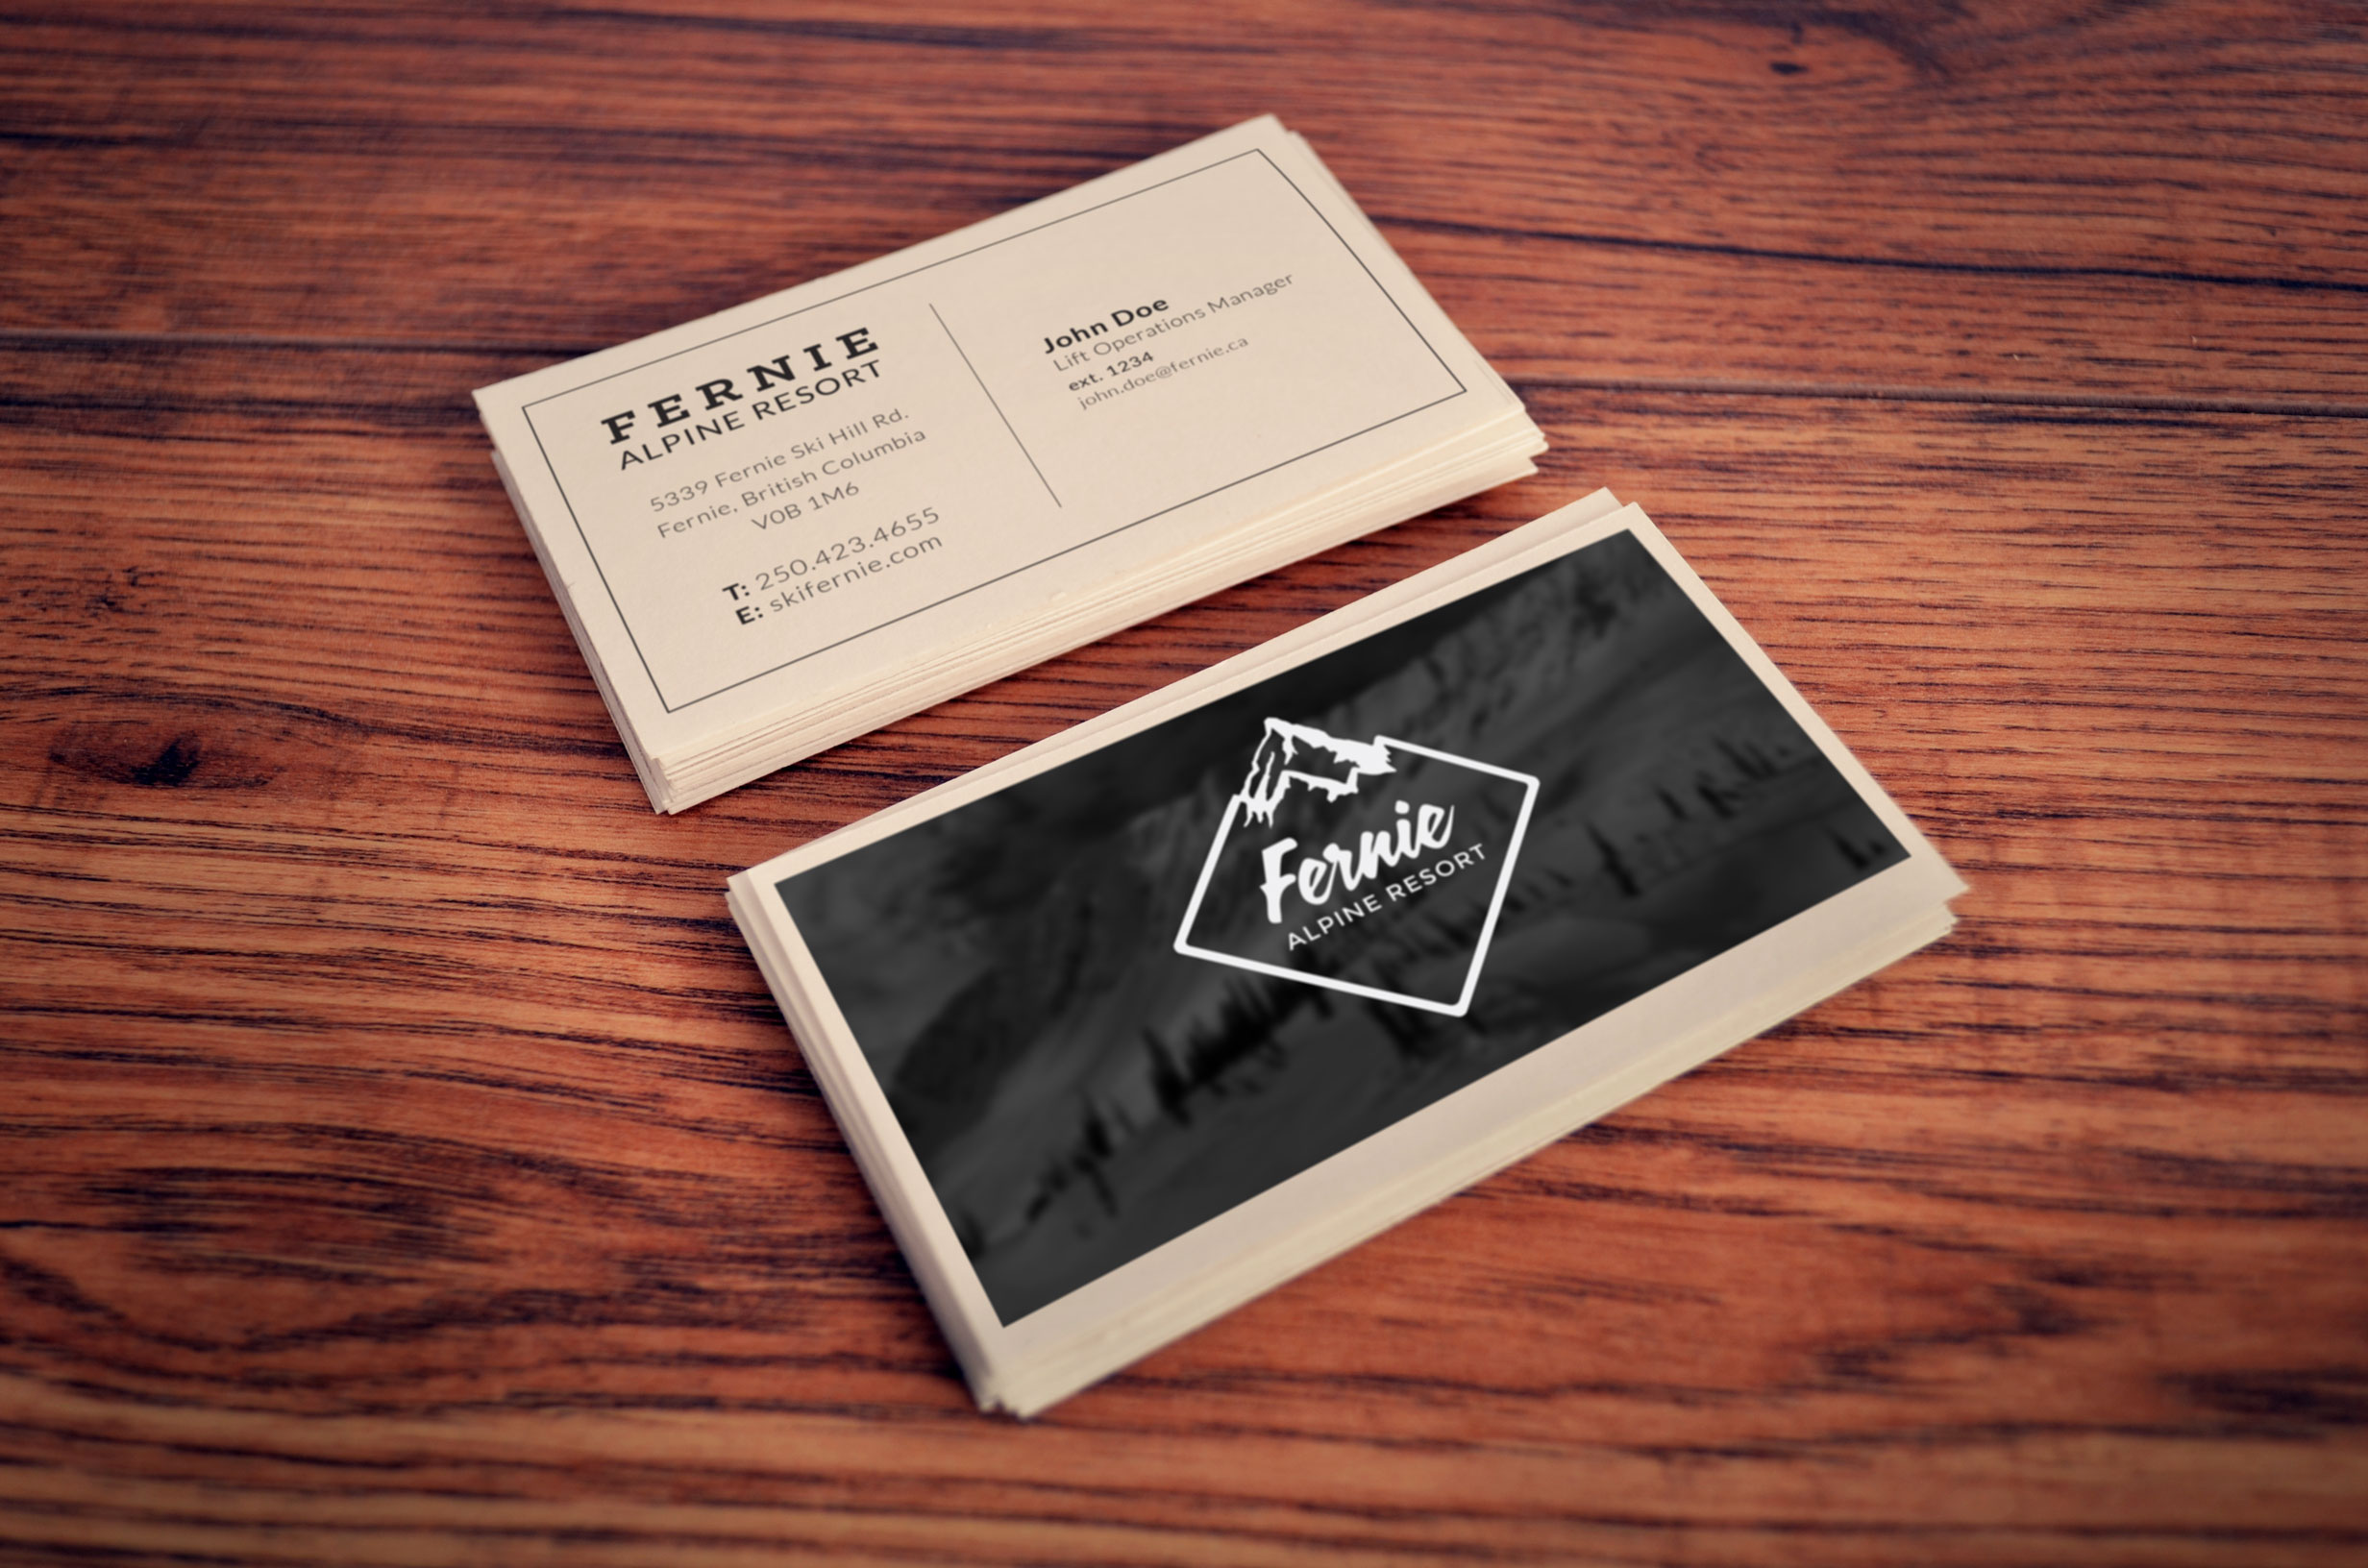 FERNIE
ALPINE RESORT
5339 Fernie Ski Hill Rd.
Fernie, British Columbia
V0B 1M6
T: 250.423.4655
E: skifernie.com
John Doe
Lift Operations Manager
ext. 1234
john.doe@fernie.ca
Fernie
ALPINE RESORT